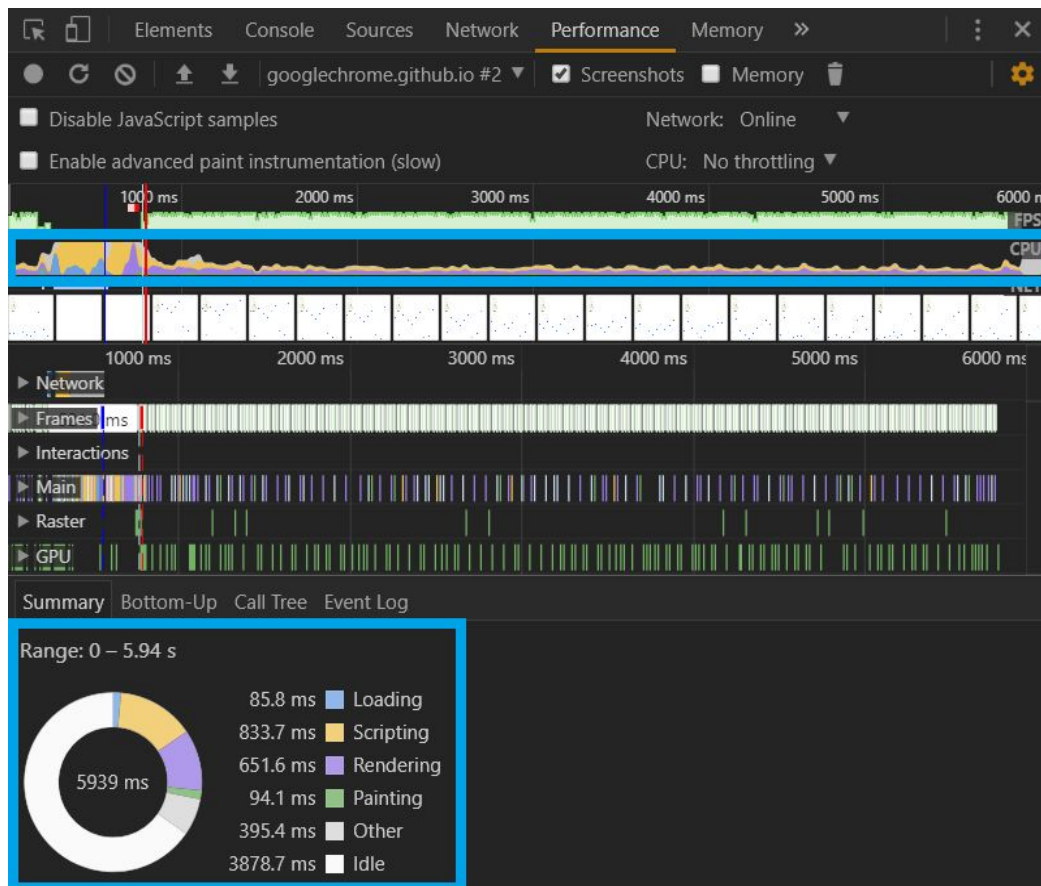 Elements Console Sources Network Performance Memory »
googlechrome.github.io #2 ▼ Screenshots Memory
Disable JavaScript samples Network: Online ▼
Enable advanced paint instrumentation (slow) CPU: No throttling ▼
1000 ms 2000 ms 3000 ms 4000 ms 5000 ms 6000 m
FPS
CPU
NET
1000 ms 2000 ms 3000 ms 4000 ms 5000 ms 6000 ms
Network
Frames ms
Interactions
Main
Raster
GPU
Summary Bottom-Up Call Tree Event Log
Range: 0 – 5.94 s
85.8 ms Loading
833.7 ms Scripting
651.6 ms Rendering
5939 ms
94.1 ms Painting
395.4 ms Other
3878.7 ms Idle